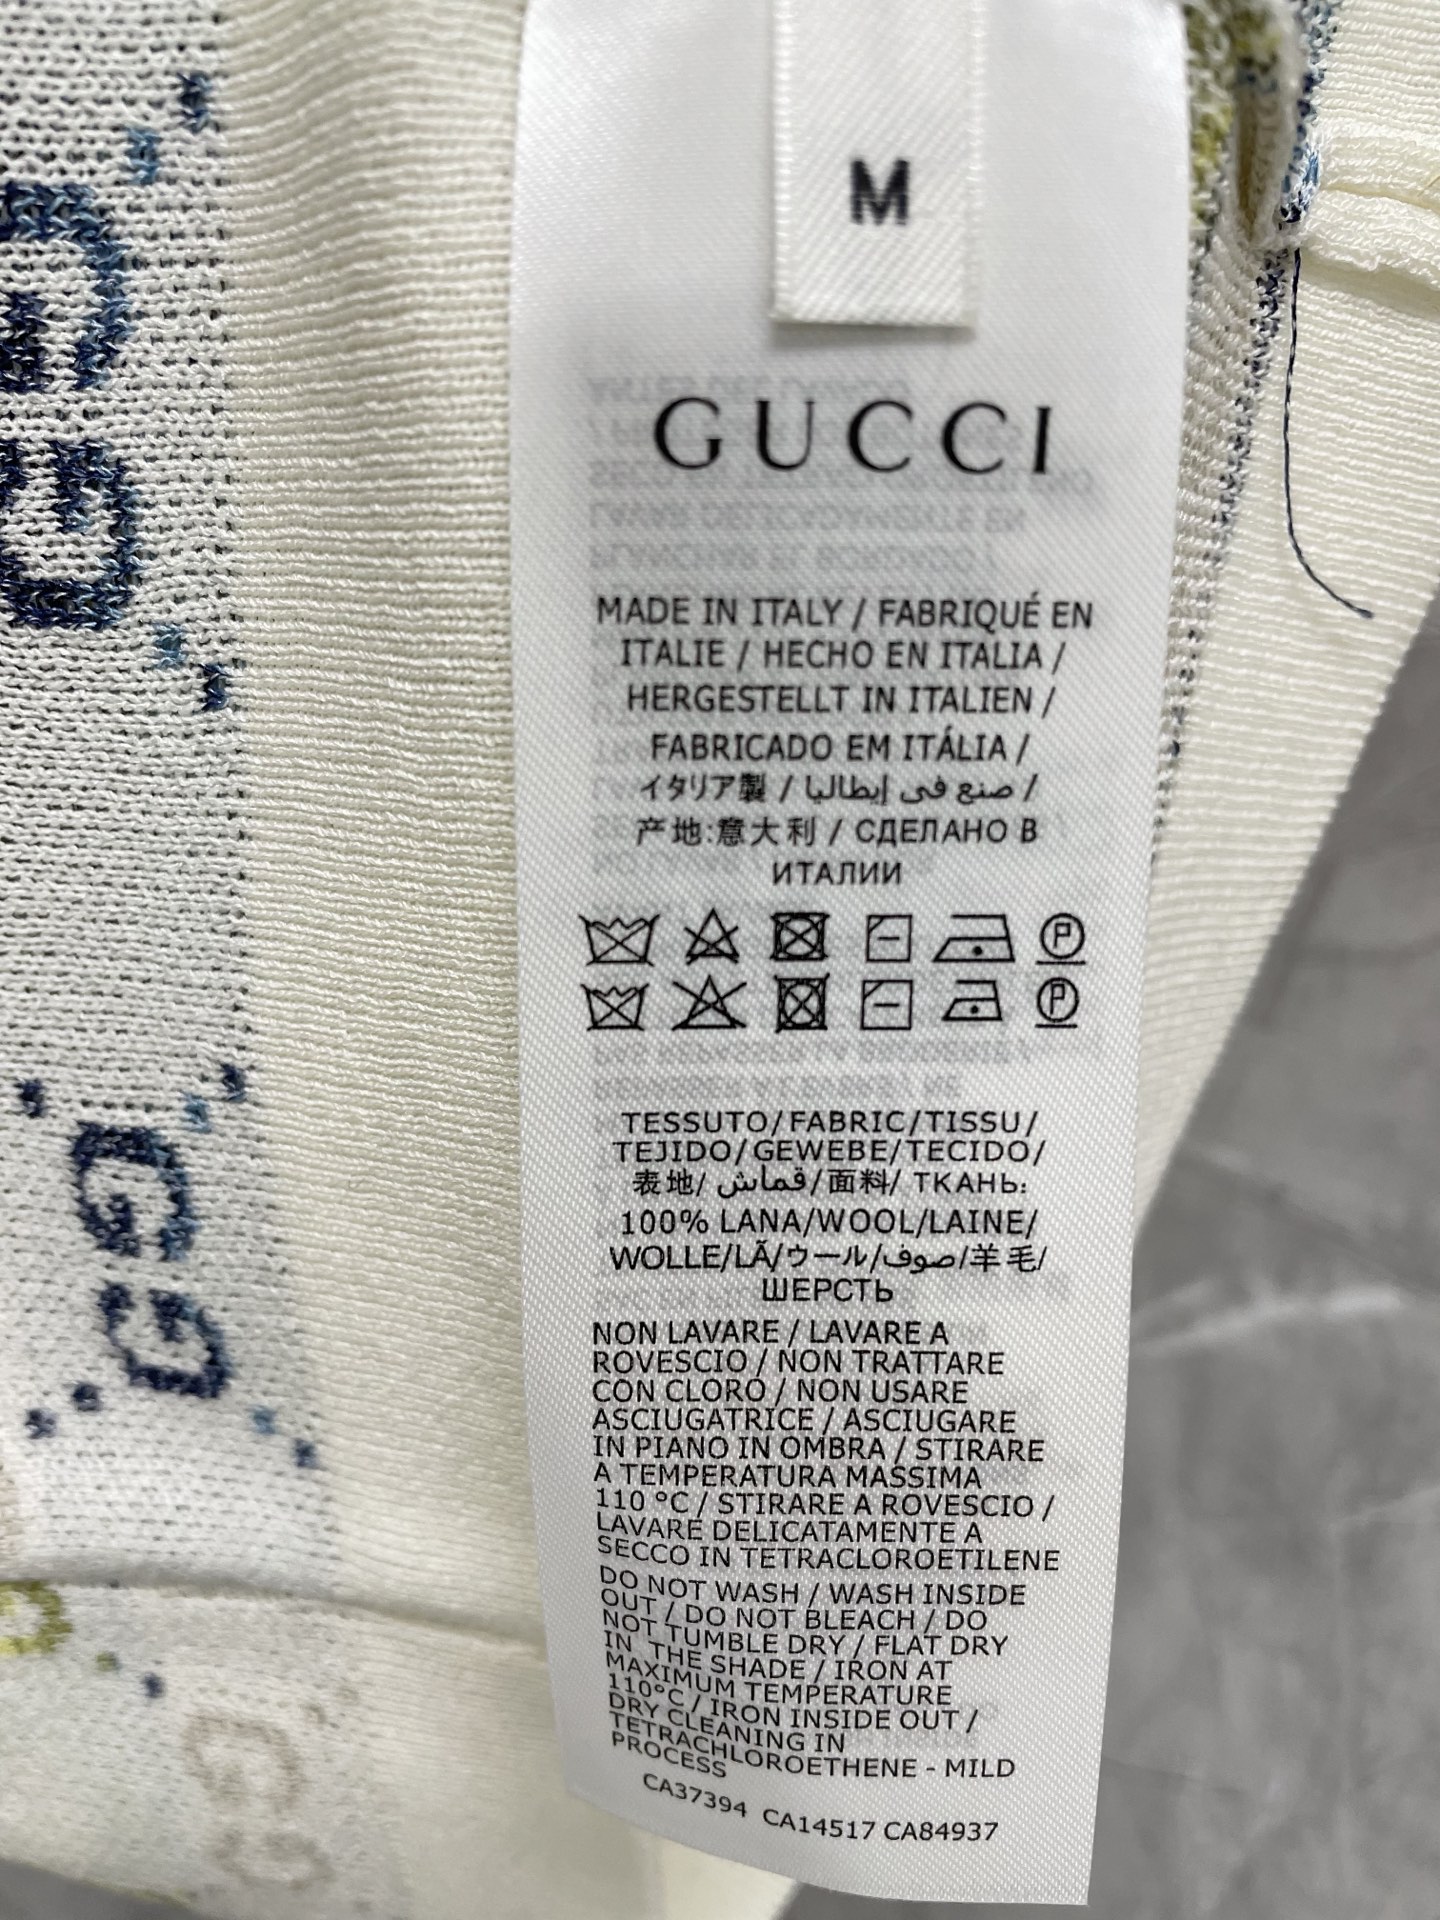 M
GUCCI
MADE IN ITALY / FABRIQUÉ EN
ITALIE / HECHO EN ITALIA /
HERGESTELLT IN ITALIEN /
FABRICADO EM ITÁLIA /
イタリア製 / صنع في إيطاليا /
产地:意大利 / СДЕЛАНО В
ИТАЛИИ
TESSUTO/FABRIC/TISSU/
TEJIDO/GEWEBE/TECIDO/
表地/ قماش/面料/ ТКАНЬ:
100% LANA/WOOL/LAINE/
WOLLE/LÃ/ウール/صوف/羊毛/
ШЕРСТЬ
NON LAVARE / LAVARE A
ROVESCIO / NON TRATTARE
CON CLORO / NON USARE
ASCIUGATRICE / ASCIUGARE
IN PIANO IN OMBRA / STIRARE
A TEMPERATURA MASSIMA
110 °C / STIRARE A ROVESCIO /
LAVARE DELICATAMENTE A
SECCO IN TETRACLOROETILENE
DO NOT WASH / WASH INSIDE
OUT / DO NOT BLEACH / DO
NOT TUMBLE DRY / FLAT DRY
IN THE SHADE / IRON AT
MAXIMUM TEMPERATURE
110°C / IRON INSIDE OUT /
DRY CLEANING IN
TETRACHLOROETHENE - MILD
PROCESS
CA37394 CA14517 CA84937